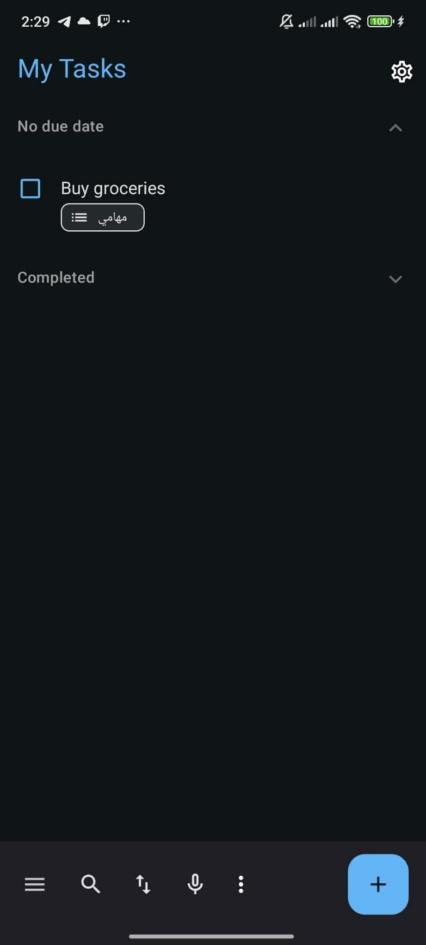 2:29
100
My Tasks
No due date
Buy groceries
مهامي
Completed